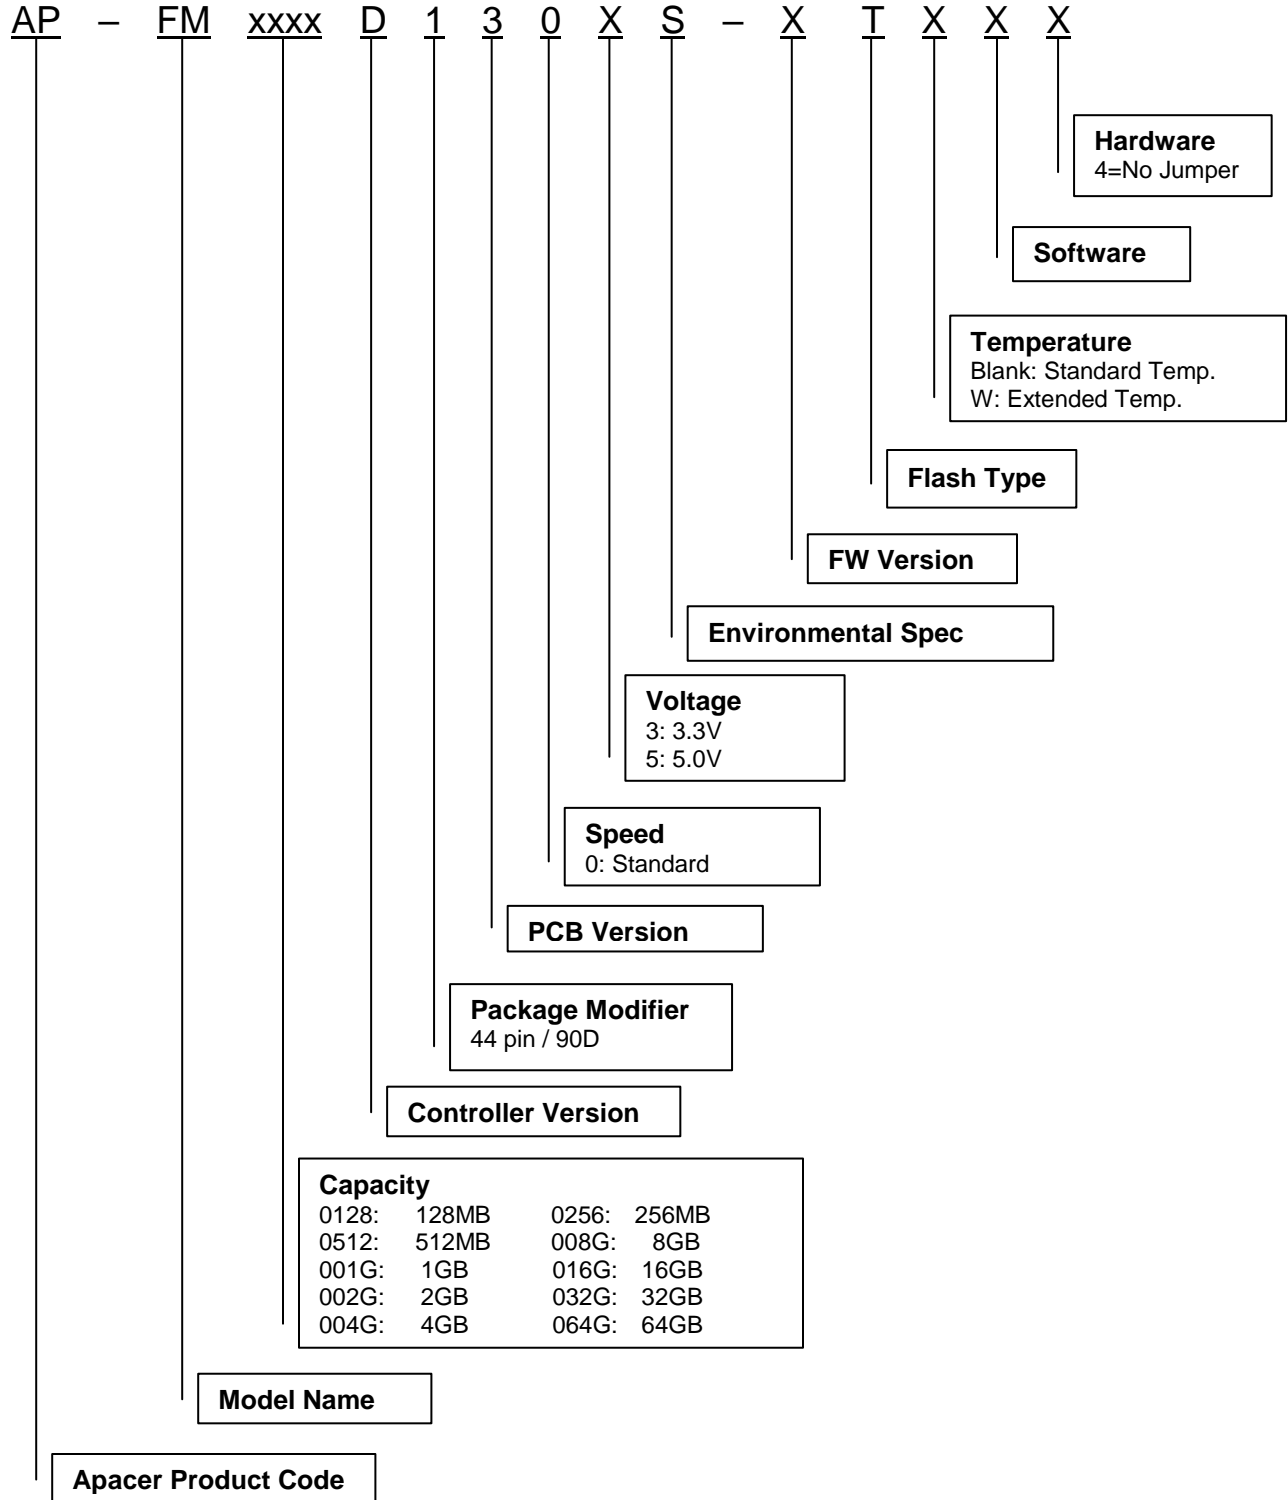 AP – FM xxxx D 1 3 0 X S – X T X X X
Hardware
4=No Jumper
Software
Temperature
Blank: Standard Temp.
W: Extended Temp.
Flash Type
FW Version
Environmental Spec
Voltage
3: 3.3V
5: 5.0V
Speed
0: Standard
PCB Version
Package Modifier
44 pin / 90D
Controller Version
Capacity
0128: 128MB 0256: 256MB
0512: 512MB 008G: 8GB
001G: 1GB 016G: 16GB
002G: 2GB 032G: 32GB
004G: 4GB 064G: 64GB
Model Name
Apacer Product Code